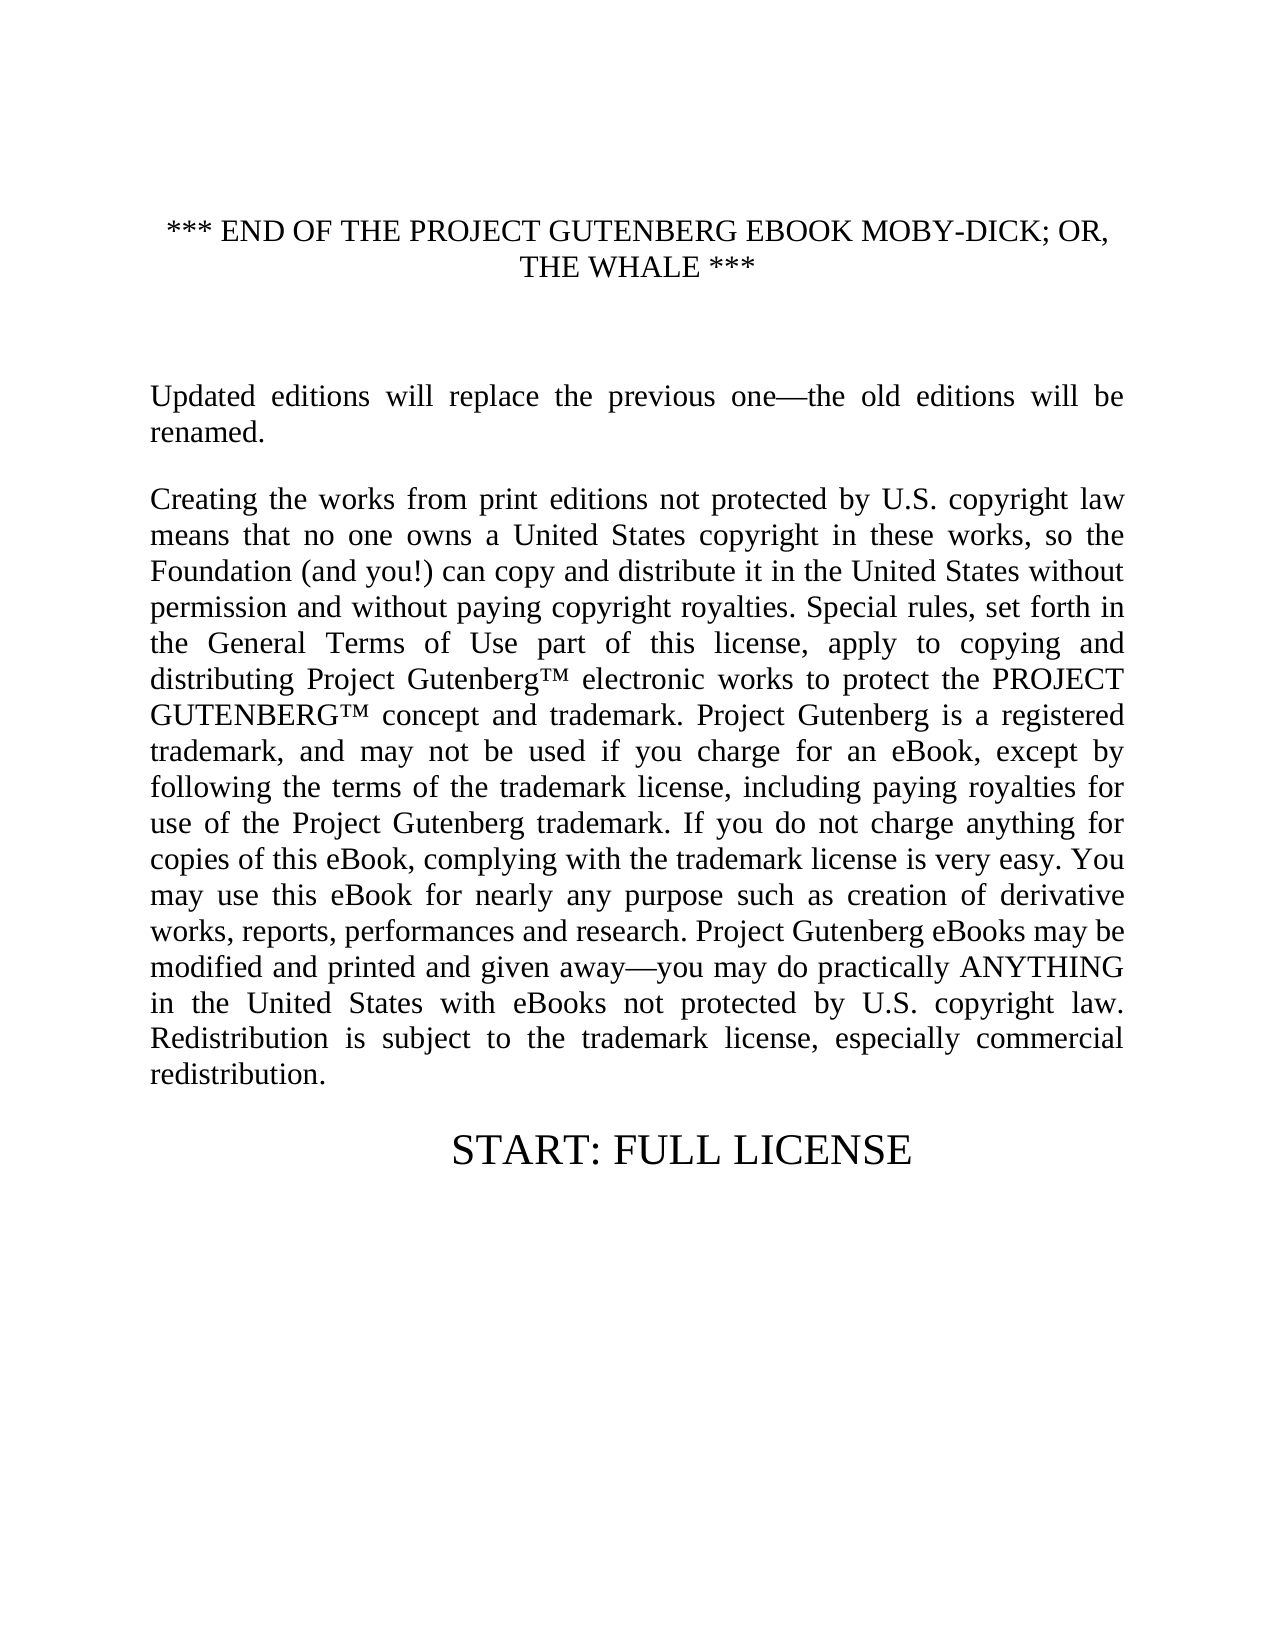 *** END OF THE PROJECT GUTENBERG EBOOK MOBY-DICK; OR,
THE WHALE ***
Updated editions will replace the previous one—the old editions will be
renamed.
Creating the works from print editions not protected by U.S. copyright law
means that no one owns a United States copyright in these works, so the
Foundation (and you!) can copy and distribute it in the United States without
permission and without paying copyright royalties. Special rules, set forth in
the General Terms of Use part of this license, apply to copying and
distributing Project Gutenberg™ electronic works to protect the PROJECT
GUTENBERG™ concept and trademark. Project Gutenberg is a registered
trademark, and may not be used if you charge for an eBook, except by
following the terms of the trademark license, including paying royalties for
use of the Project Gutenberg trademark. If you do not charge anything for
copies of this eBook, complying with the trademark license is very easy. You
may use this eBook for nearly any purpose such as creation of derivative
works, reports, performances and research. Project Gutenberg eBooks may be
modified and printed and given away—you may do practically ANYTHING
in the United States with eBooks not protected by U.S. copyright law.
Redistribution is subject to the trademark license, especially commercial
redistribution.
START: FULL LICENSE